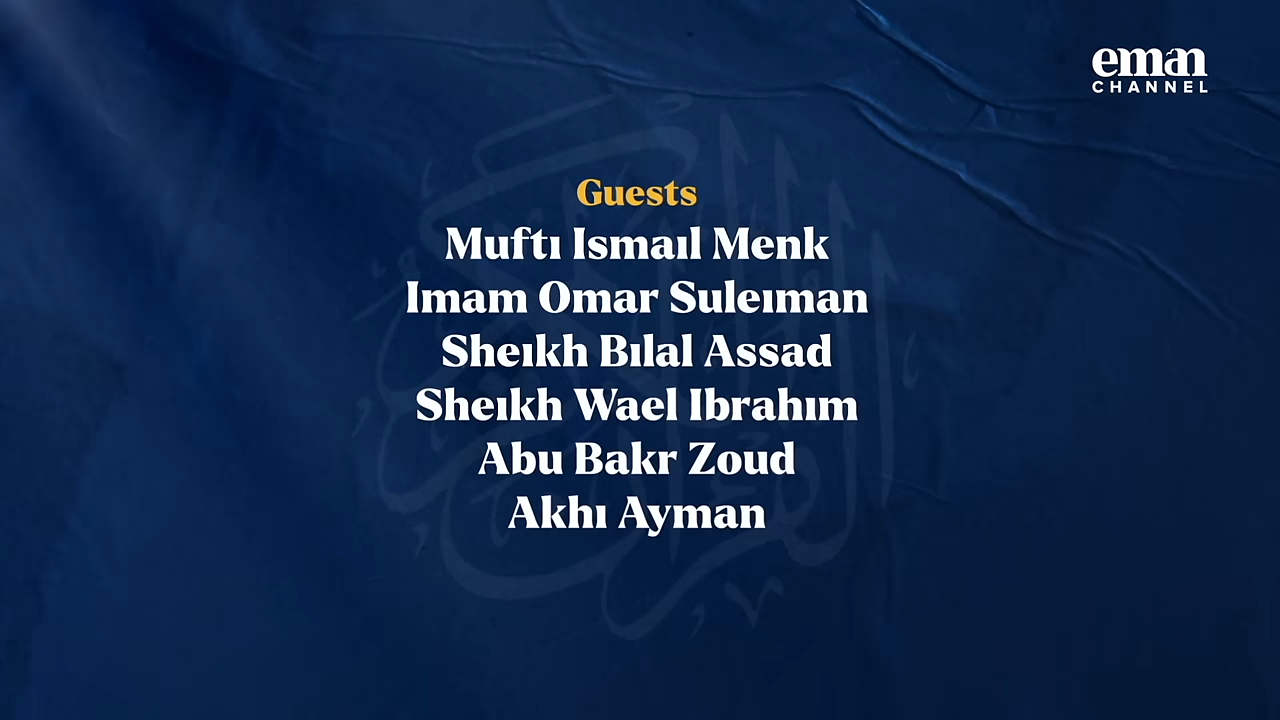 eman
CHANNEL
Guests
Mufti Ismail Menk
Imam Omar Suleiman
Sheikh Bilal Assad
Sheikh Wael Ibrahim
Abu Bakr Zoud
Akhi Ayman